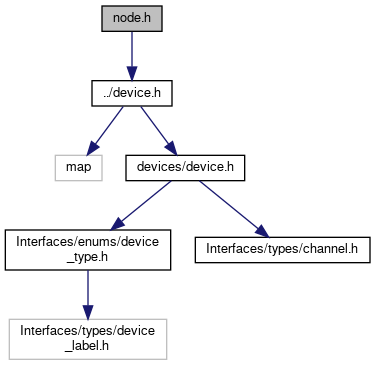 node.h
../device.h
map
devices/device.h
Interfaces/enums/device
_type.h
Interfaces/types/channel.h
Interfaces/types/device
_label.h